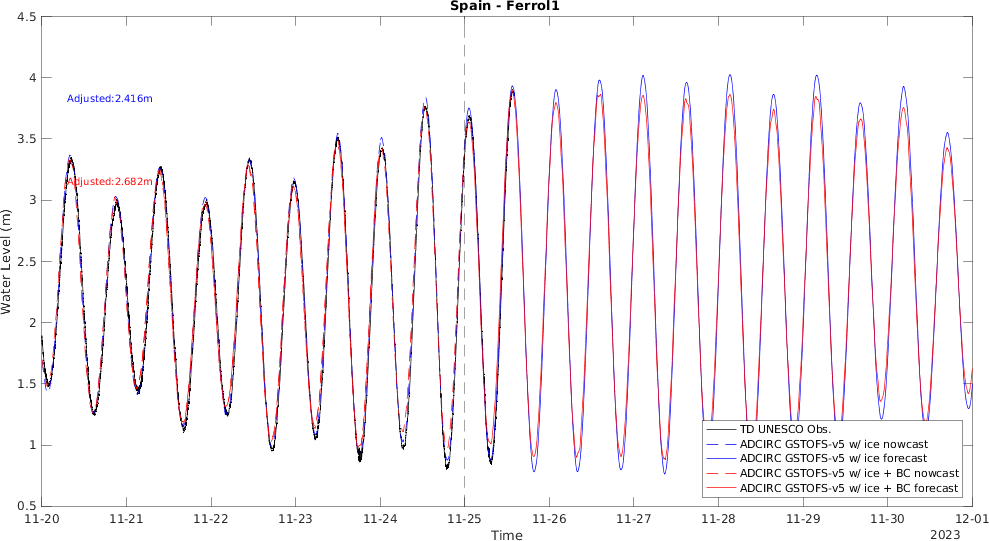 Spain - Ferrol1
4.5
4
3.5
3
2.5
2
1.5
1
0.5
Water Level (m)
Adjusted:2.416m
Adjusted:2.682m
TD UNESCO Obs.
ADCIRC GSTOFS-v5 w/ ice nowcast
ADCIRC GSTOFS-v5 w/ ice forecast
ADCIRC GSTOFS-v5 w/ ice + BC nowcast
ADCIRC GSTOFS-v5 w/ ice + BC forecast
11-20 11-21 11-22 11-23 11-24 11-25 11-26 11-27 11-28 11-29 11-30 12-01
Time
2023